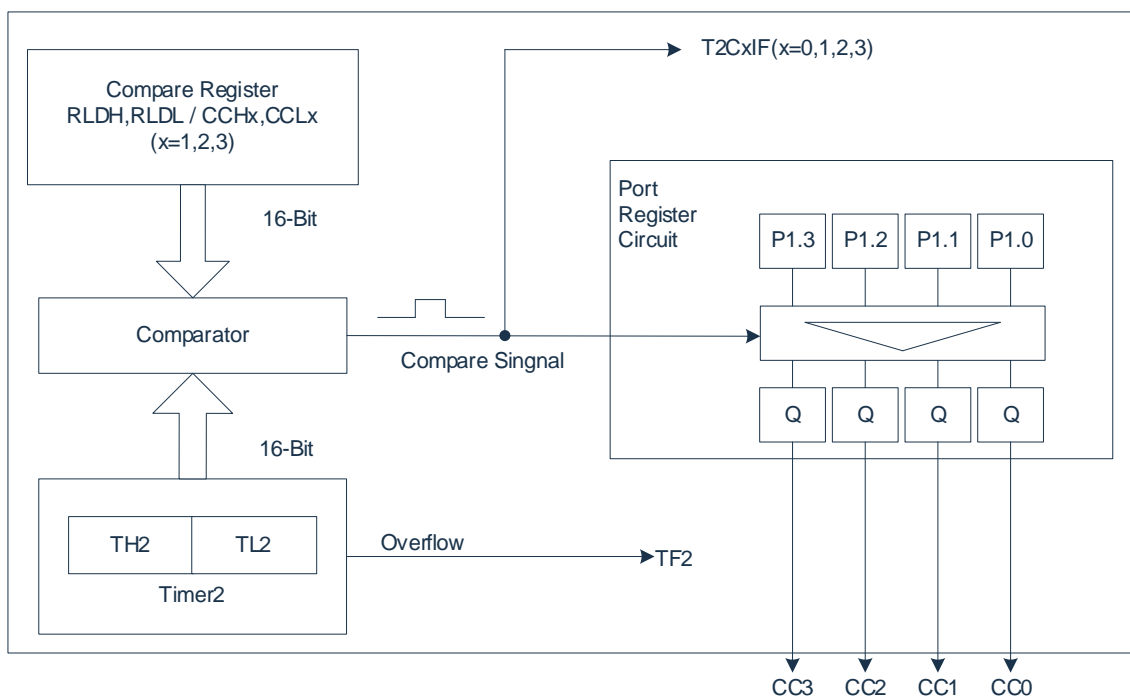 T2CxIF(x=0,1,2,3)
Compare Register
RLDH,RLDL / CCHx,CCLx
(x=1,2,3)
16-Bit
Port
Register
Circuit
P1.3 P1.2 P1.1 P1.0
Comparator
Compare Singnal
Q Q Q Q
16-Bit
TH2 TL2
Timer2
Overflow
TF2
CC3 CC2 CC1 CC0